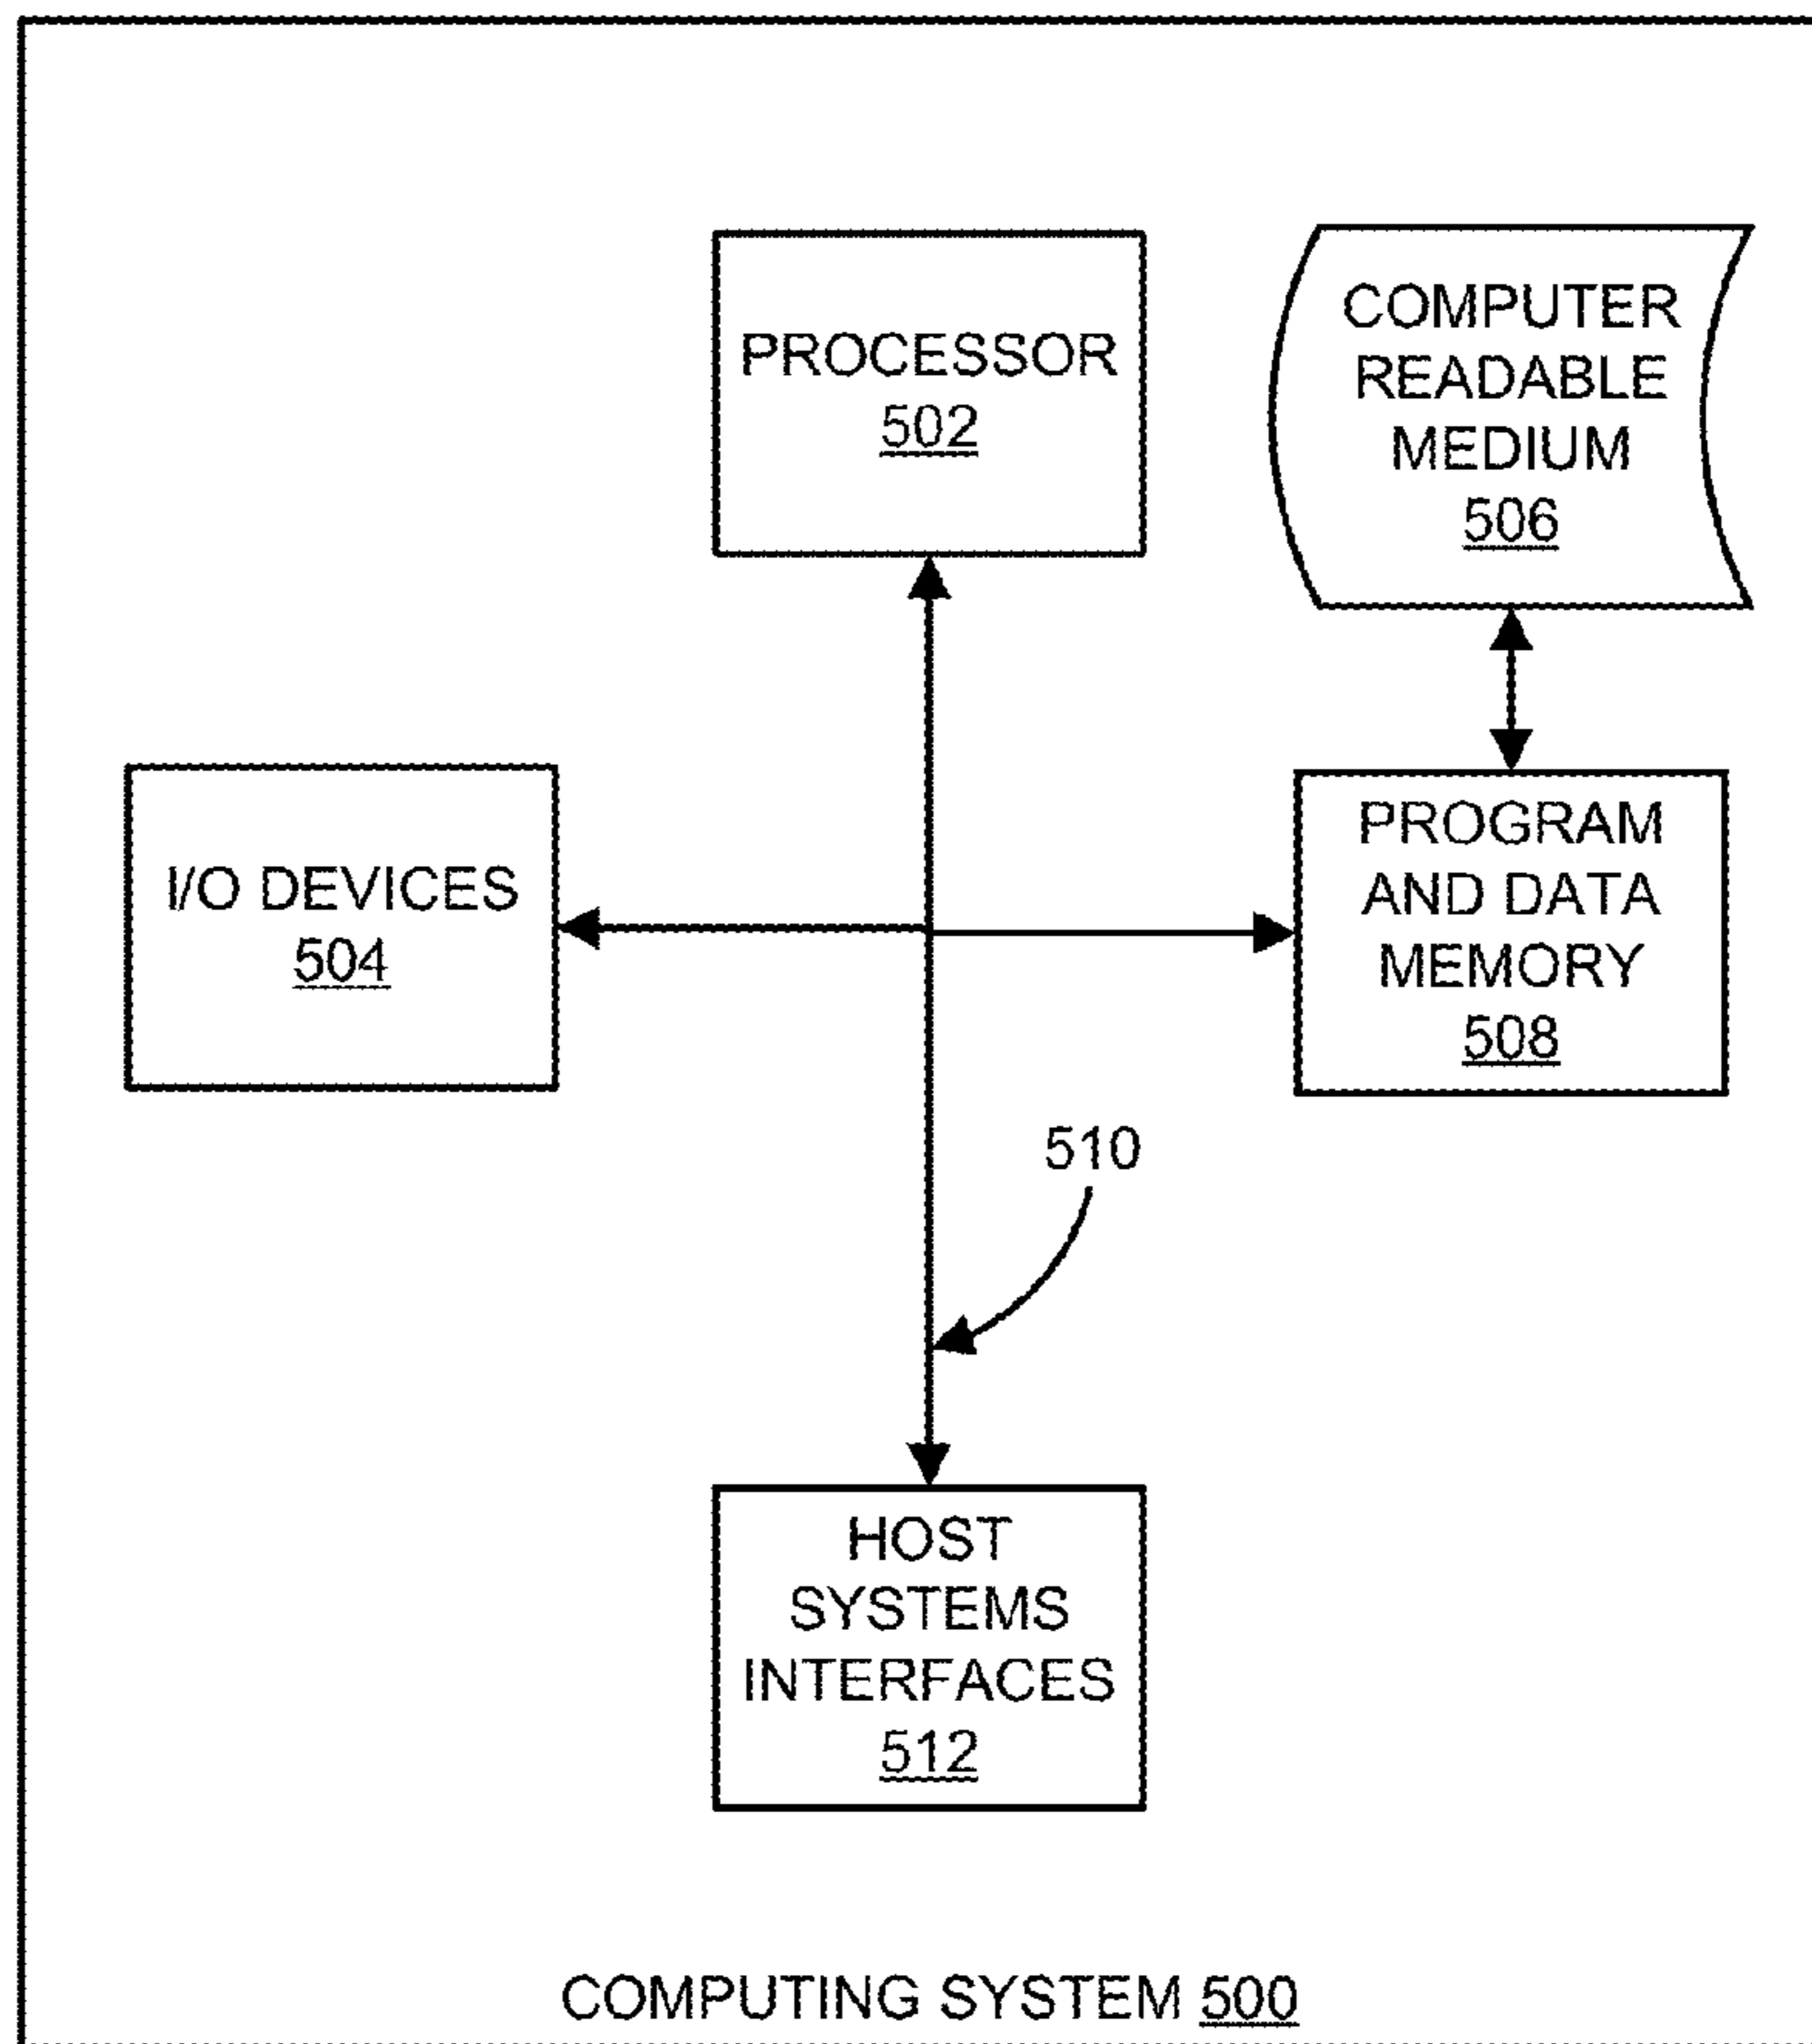 PROCESSOR
502
COMPUTER
READABLE
MEDIUM
506
I/O DEVICES
504
PROGRAM
AND DATA
MEMORY
508
510
HOST
SYSTEMS
INTERFACES
512
COMPUTING SYSTEM 500